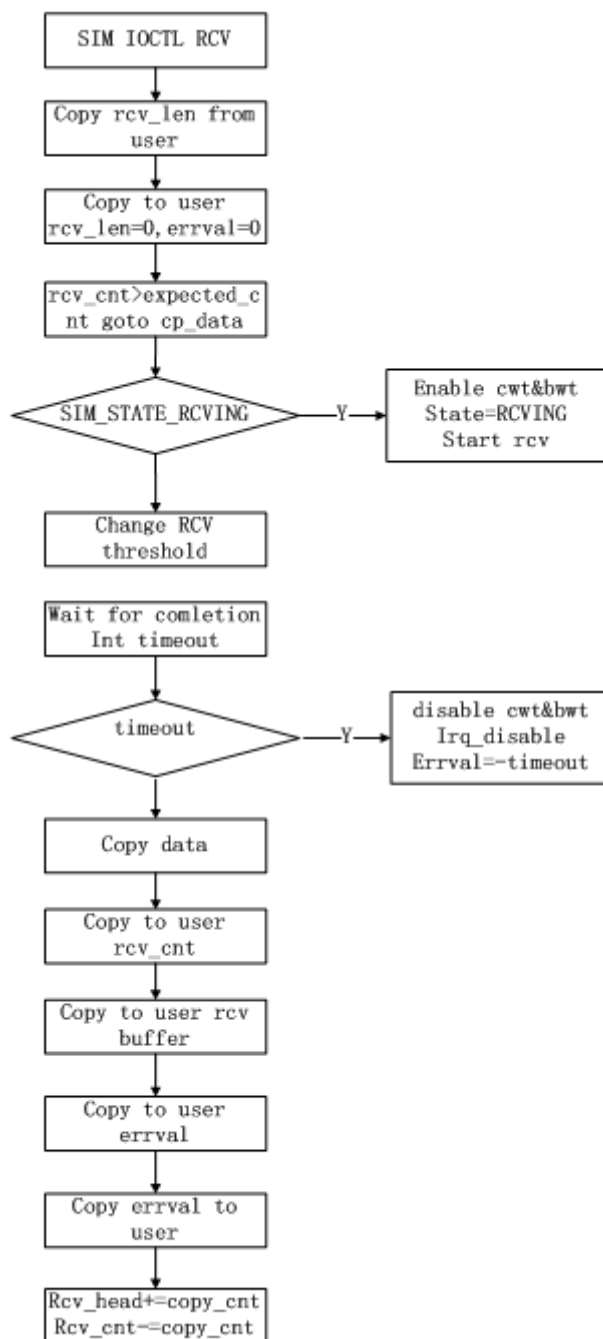 SIM IOCTL RCV
Copy rcv_len from
user
Copy to user
rcv_len=0,errval=0
rcv_cnt>expected_c
nt goto cp_data
SIM_STATE_RCVING
Y
Enable cwt&bwt
State=RCVING
Start rcv
Change RCV
threshold
Wait for comletion
Int timeout
timeout
Y
disable cwt&bwt
Irq_disable
Errval=-timeout
Copy data
Copy to user
rcv_cnt
Copy to user rcv
buffer
Copy to user
errval
Copy errval to
user
Rcv_head+=copy_cnt
Rcv_cnt-=copy_cnt